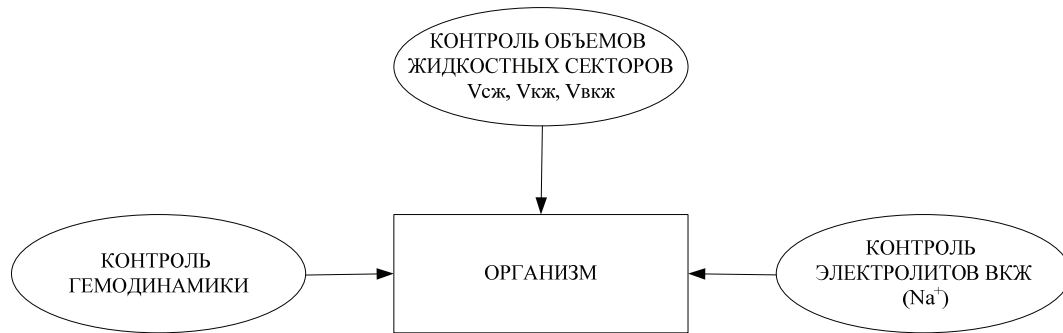 КОНТРОЛЬ ОБЪЕМОВ
ЖИДКОСТНЫХ СЕКТОРОВ
Vсж, Vкж, Vвкж
КОНТРОЛЬ
ГЕМОДИНАМИКИ
ОРГАНИЗМ
КОНТРОЛЬ
ЭЛЕКТРОЛИТОВ ВКЖ
(Na⁺)